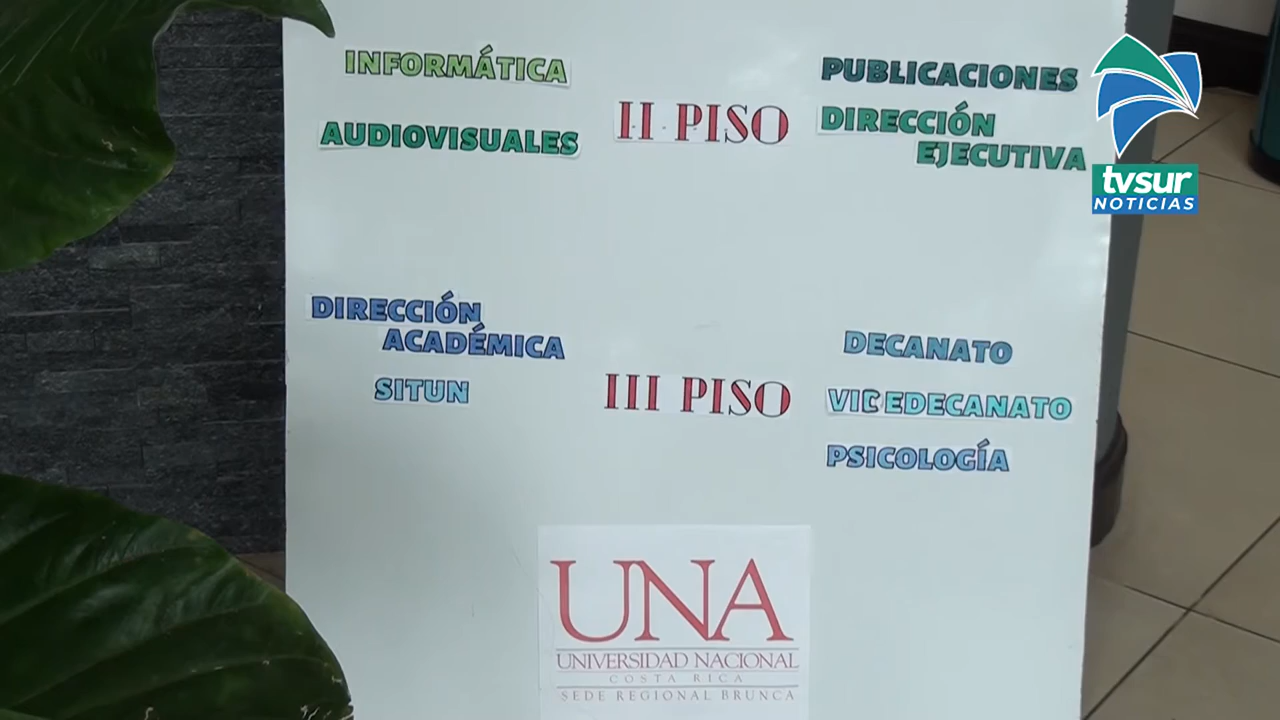 INFORMÁTICA
AUDIOVISUALES
II PISO
PUBLICACIONES
DIRECCIÓN
EJECUTIVA
DIRECCIÓN
ACADÉMICA
SITUN
III PISO
DECANATO
VICEDECANATO
PSICOLOGÍA
UNA
UNIVERSIDAD NACIONAL
COSTA RICA
SEDE REGIONAL BRUNCA
tvsur
NOTICIAS